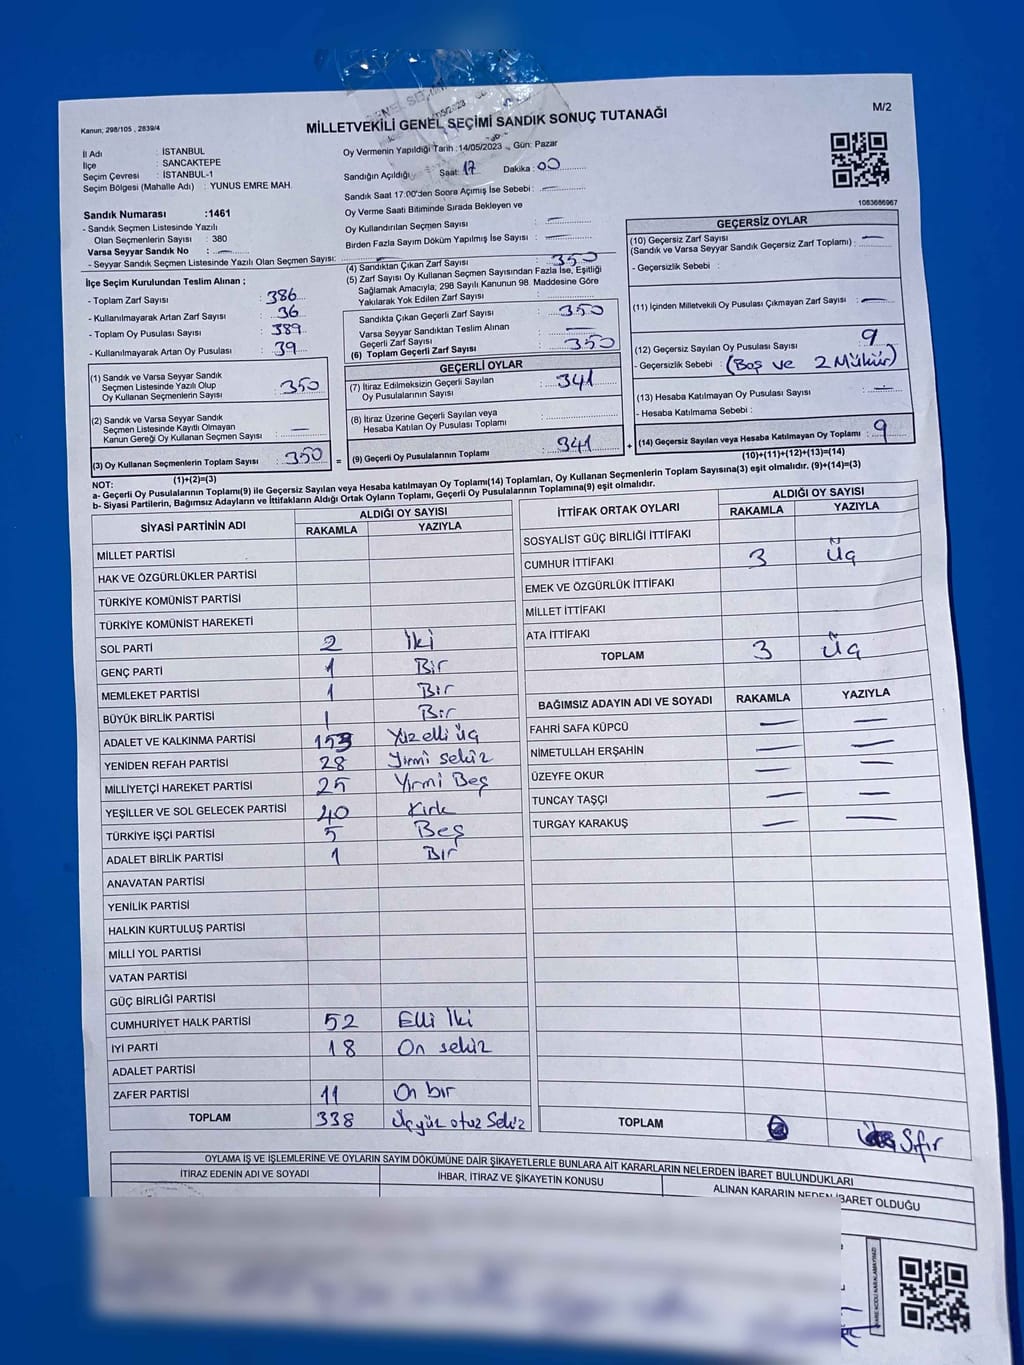 Kanun, 298/105 , 2839/4
MİLLETVEKİLİ GENEL SEÇİMİ SANDIK SONUÇ TUTANAĞI
M/2
İl Adı : İSTANBUL
İlçe : SANCAKTEPE
Seçim Çevresi : İSTANBUL-1
Seçim Bölgesi (Mahalle Adı) : YUNUS EMRE MAH.
Oy Vermenin Yapıldığı Tarih :14/05/2023 Gün: Pazar
Sandığın Açıldığı Saat: 17 Dakika : 00
Sandık Saat 17:00'den Sonra Açımış İse Sebebi : —
Oy Verme Saati Bitiminde Sırada Bekleyen ve
Oy Kullandırılan Seçmen Sayısı : —
Birden Fazla Sayım Döküm Yapılmış İse Sayısı : —
1083686967
Sandık Numarası :1461
- Sandık Seçmen Listesinde Yazılı
Olan Seçmenlerin Sayısı : 380
Varsa Seyyar Sandık No : —
- Seyyar Sandık Seçmen Listesinde Yazılı Olan Seçmen Sayısı: —
İlçe Seçim Kurulundan Teslim Alınan ;
- Toplam Zarf Sayısı : 386
- Kullanılmayarak Artan Zarf Sayısı : 36
- Toplam Oy Pusulası Sayısı : 389
- Kullanılmayarak Artan Oy Pusulası : 39
(1) Sandık ve Varsa Seyyar Sandık
Seçmen Listesinde Yazılı Olup
Oy Kullanan Seçmenlerin Sayısı : 350
(2) Sandık ve Varsa Seyyar Sandık
Seçmen Listesinde Kayıtlı Olmayan
Kanun Gereği Oy Kullanan Seçmen Sayısı : —
(3) Oy Kullanan Seçmenlerin Toplam Sayısı : 350
(1)+(2)=(3)
(4) Sandıktan Çıkan Zarf Sayısı : 350
(5) Zarf Sayısı Oy Kullanan Seçmen Sayısından Fazla İse, Eşitliği
Sağlamak Amacıyla; 298 Sayılı Kanunun 98. Maddesine Göre
Yakılarak Yok Edilen Zarf Sayısı :
Sandıkta Çıkan Geçerli Zarf Sayısı : 350
Varsa Seyyar Sandıktan Teslim Alınan
Geçerli Zarf Sayısı : —
(6) Toplam Geçerli Zarf Sayısı : 350
GEÇERLİ OYLAR
(7) İtiraz Edilmeksizin Geçerli Sayılan
Oy Pusulalarının Sayısı : 341
(8) İtiraz Üzerine Geçerli Sayılan veya
Hesaba Katılan Oy Pusulası Toplamı :
= (9) Geçerli Oy Pusulalarının Toplamı : 341
GEÇERSİZ OYLAR
(10) Geçersiz Zarf Sayısı : —
(Sandık ve Varsa Seyyar Sandık Geçersiz Zarf Toplamı)
- Geçersizlik Sebebi :
(11) İçinden Milletvekili Oy Pusulası Çıkmayan Zarf Sayısı : —
(12) Geçersiz Sayılan Oy Pusulası Sayısı : 9
- Geçersizlik Sebebi : (Boş ve 2 Mühür)
(13) Hesaba Katılmayan Oy Pusulası Sayısı : —
- Hesaba Katılmama Sebebi :
+ (14) Geçersiz Sayılan veya Hesaba Katılmayan Oy Toplamı : 9
(10)+(11)+(12)+(13)=(14)
NOT:
a- Geçerli Oy Pusulalarının Toplamı(9) ile Geçersiz Sayılan veya Hesaba katılmayan Oy Toplamı(14) Toplamları, Oy Kullanan Seçmenlerin Toplam Sayısına(3) eşit olmalıdır. (9)+(14)=(3)
b- Siyasi Partilerin, Bağımsız Adayların ve İttifakların Aldığı Ortak Oyların Toplamı, Geçerli Oy Pusulalarının Toplamına(9) eşit olmalıdır.
SİYASİ PARTİNİN ADI ALDIĞI OY SAYISI
RAKAMLA YAZIYLA
MİLLET PARTİSİ
HAK VE ÖZGÜRLÜKLER PARTİSİ
TÜRKİYE KOMÜNİST PARTİSİ
TÜRKİYE KOMÜNİST HAREKETİ
SOL PARTİ 2 İki
GENÇ PARTİ 1 Bir
MEMLEKET PARTİSİ 1 Bir
BÜYÜK BİRLİK PARTİSİ 1 Bir
ADALET VE KALKINMA PARTİSİ 153 Yüz elli üç
YENİDEN REFAH PARTİSİ 28 Yirmi sekiz
MİLLİYETÇİ HAREKET PARTİSİ 25 Yirmi Beş
YEŞİLLER VE SOL GELECEK PARTİSİ 40 Kırk
TÜRKİYE İŞÇİ PARTİSİ 5 Beş
ADALET BİRLİK PARTİSİ 1 Bir
ANAVATAN PARTİSİ
YENİLİK PARTİSİ
HALKIN KURTULUŞ PARTİSİ
MİLLİ YOL PARTİSİ
VATAN PARTİSİ
GÜÇ BİRLİĞİ PARTİSİ
CUMHURİYET HALK PARTİSİ 52 Elli İki
İYİ PARTİ 18 On sekiz
ADALET PARTİSİ
ZAFER PARTİSİ 11 On bir
TOPLAM 338 Üçyüz otuz Sekiz
İTTİFAK ORTAK OYLARI ALDIĞI OY SAYISI
RAKAMLA YAZIYLA
SOSYALİST GÜÇ BİRLİĞİ İTTİFAKI
CUMHUR İTTİFAKI 3 Üç
EMEK VE ÖZGÜRLÜK İTTİFAKI
MİLLET İTTİFAKI
ATA İTTİFAKI
TOPLAM 3 Üç
BAĞIMSIZ ADAYIN ADI VE SOYADI RAKAMLA YAZIYLA
FAHRİ SAFA KÜPCÜ — —
NİMETULLAH ERŞAHİN — —
ÜZEYFE OKUR — —
TUNCAY TAŞÇI — —
TURGAY KARAKUŞ — —
TOPLAM Sıfır
OYLAMA İŞ VE İŞLEMLERİNE VE OYLARIN SAYIM DÖKÜMÜNE DAİR ŞİKAYETLERLE BUNLARA AİT KARARLARIN NELERDEN İBARET BULUNDUKLARI
İTİRAZ EDENİN ADI VE SOYADI İHBAR, İTİRAZ VE ŞİKAYETİN KONUSU ALINAN KARARIN NEDEN İBARET OLDUĞU